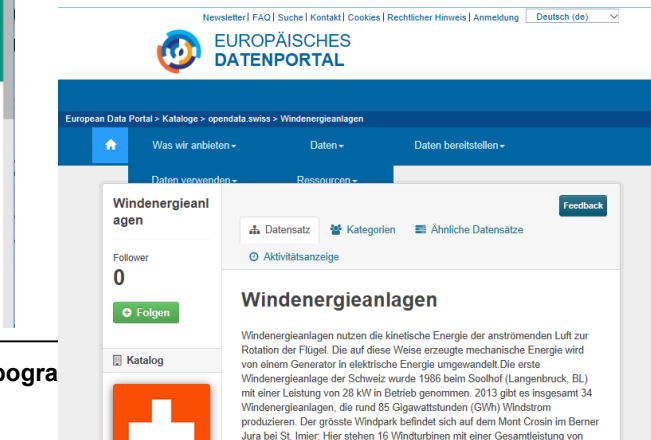 Newsletter | FAQ | Suche | Kontakt | Cookies | Rechtlicher Hinweis | Anmeldung Deutsch (de)
EUROPÄISCHES
DATENPORTAL
European Data Portal > Kataloge > opendata.swiss > Windenergieanlagen
Was wir anbieten Daten Daten bereitstellen
Daten verwenden Ressourcen
Windenergieanl
agen
Feedback
Datensatz Kategorien Ähnliche Datensätze
Follower
0
Aktivitätsanzeige
Folgen
Windenergieanlagen
Windenergieanlagen nutzen die kinetische Energie der anströmenden Luft zur
Rotation der Flügel. Die auf diese Weise erzeugte mechanische Energie wird
von einem Generator in elektrische Energie umgewandelt.Die erste
Windenergieanlage der Schweiz wurde 1986 beim Soolhof (Langenbruck, BL)
mit einer Leistung von 28 kW in Betrieb genommen. 2013 gibt es insgesamt 34
Windenergieanlagen, die rund 85 Gigawattstunden (GWh) Windstrom
produzieren. Der grösste Windpark befindet sich auf dem Mont Crosin im Berner
Jura bei St. Imier: Hier stehen 16 Windturbinen mit einer Gesamtleistung von
Katalog
pogra